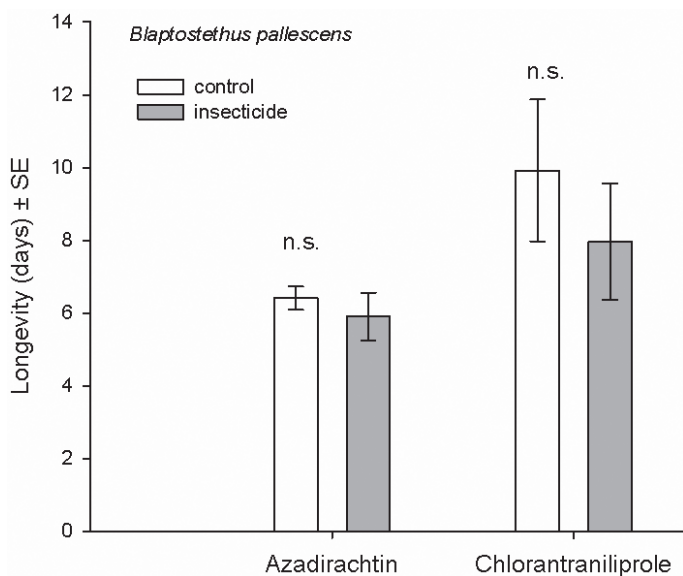 Blaptostethus pallescens
control
insecticide
n.s.
n.s.
Longevity (days) ± SE
14
12
10
8
6
4
2
0
Azadirachtin
Chlorantraniliprole